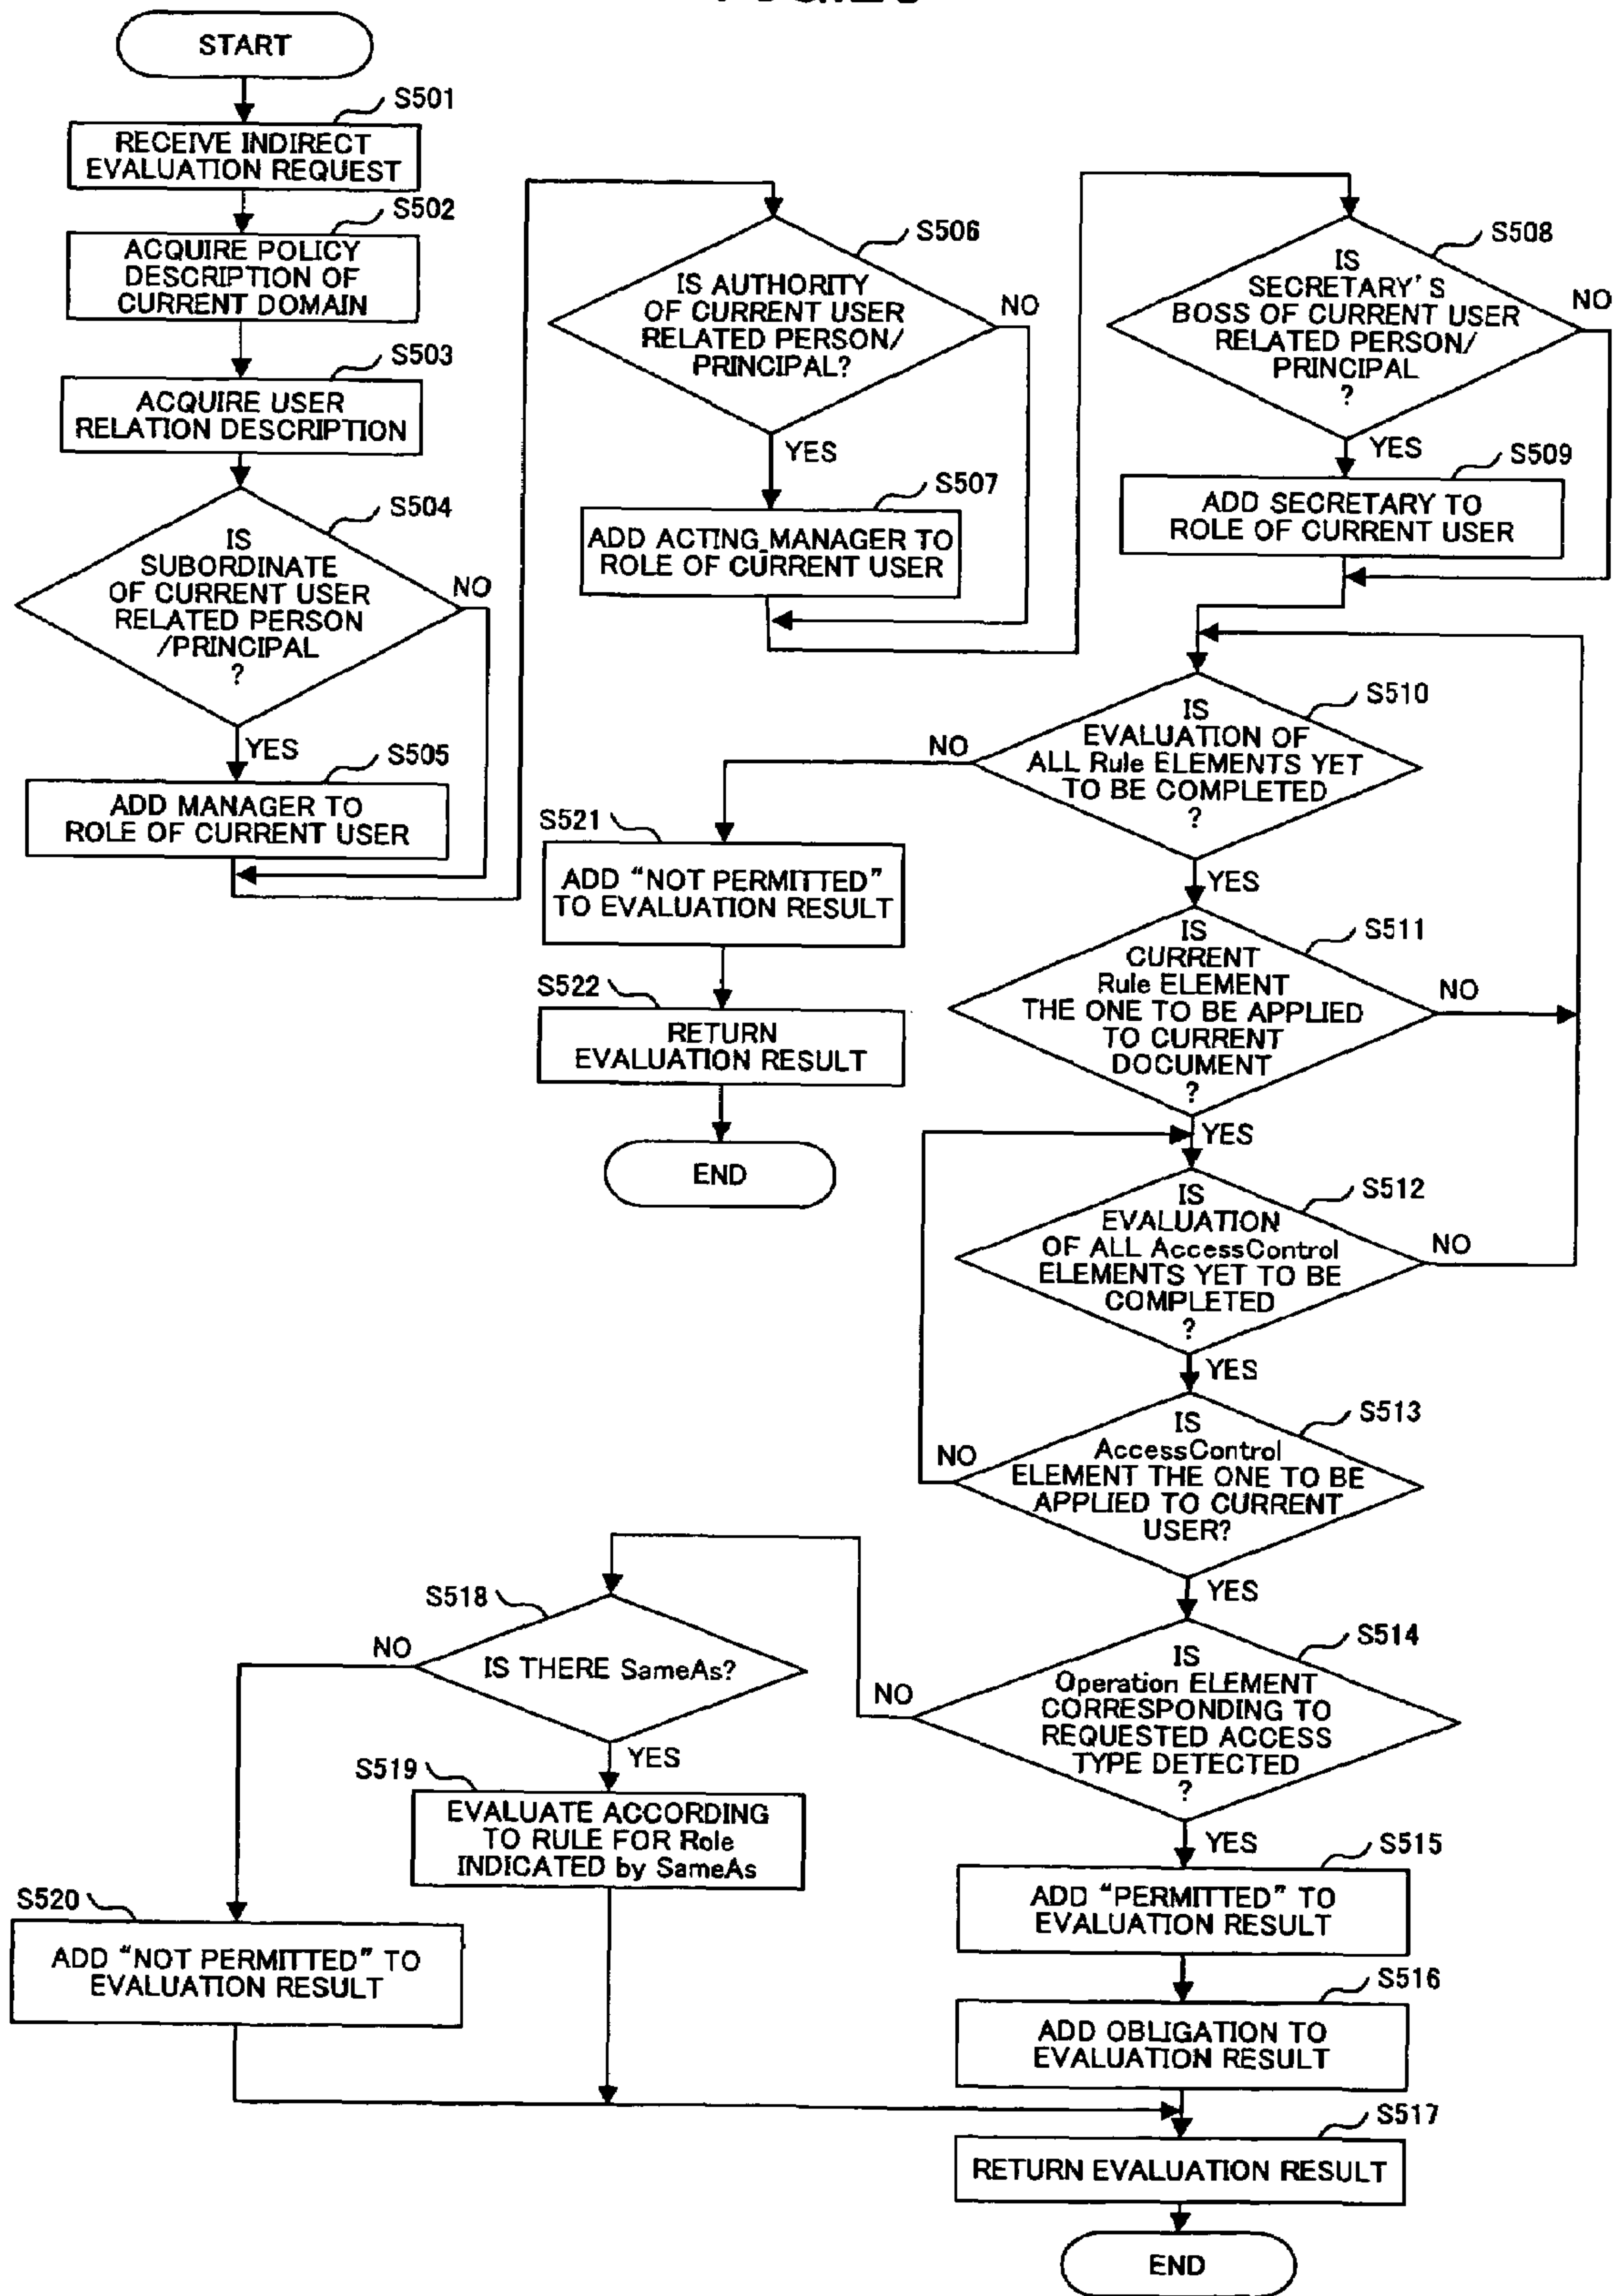 START
S501
RECEIVE INDIRECT
EVALUATION REQUEST
S502
ACQUIRE POLICY
DESCRIPTION OF
CURRENT DOMAIN
S503
ACQUIRE USER
RELATION DESCRIPTION
S504
IS
SUBORDINATE
OF CURRENT USER
RELATED PERSON
/PRINCIPAL
?
NO
YES
S505
ADD MANAGER TO
ROLE OF CURRENT USER
S506
IS AUTHORITY
OF CURRENT USER
RELATED PERSON/
PRINCIPAL?
NO
YES
S507
ADD ACTING_MANAGER TO
ROLE OF CURRENT USER
S508
IS
SECRETARY'S
BOSS OF CURRENT USER
RELATED PERSON/
PRINCIPAL
?
NO
YES
S509
ADD SECRETARY TO
ROLE OF CURRENT USER
S510
IS
EVALUATION OF
ALL Rule ELEMENTS YET
TO BE COMPLETED
?
NO
YES
S521
ADD “NOT PERMITTED”
TO EVALUATION RESULT
S522
RETURN
EVALUATION RESULT
END
S511
IS
CURRENT
Rule ELEMENT
THE ONE TO BE APPLIED
TO CURRENT
DOCUMENT
?
NO
YES
S512
IS
EVALUATION
OF ALL AccessControl
ELEMENTS YET TO BE
COMPLETED
?
NO
YES
S513
IS
AccessControl
ELEMENT THE ONE TO BE
APPLIED TO CURRENT
USER?
NO
YES
S514
IS
Operation ELEMENT
CORRESPONDING TO
REQUESTED ACCESS
TYPE DETECTED
?
NO
YES
S518
IS THERE SameAs?
NO
YES
S519
EVALUATE ACCORDING
TO RULE FOR Role
INDICATED by SameAs
S520
ADD “NOT PERMITTED” TO
EVALUATION RESULT
S515
ADD “PERMITTED” TO
EVALUATION RESULT
S516
ADD OBLIGATION TO
EVALUATION RESULT
S517
RETURN EVALUATION RESULT
END